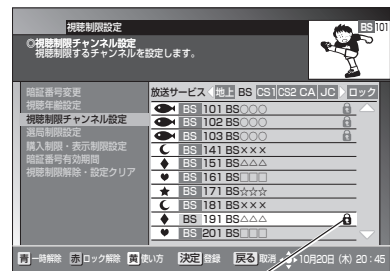 視聴制限設定
BS 101
◎視聴制限チャンネル設定
視聴制限するチャンネルを設定します。
暗証番号変更
視聴年齢設定
視聴制限チャンネル設定
選局制限設定
購入制限・表示制限設定
暗証番号有効期間
視聴制限解除・設定クリア
放送サービス 地上 BS CS1 CS2 CA JC ロック
BS 101 BS○○○
BS 102 BS○○○
BS 103 BS○○○
BS 141 BS×××
BS 151 BS△△△
BS 161 BS□□□
BS 171 BS☆☆☆
BS 181 BS×××
BS 191 BS△△△
BS 201 BS□□□
青 一時解除 赤 ロック解除 黄 使い方 決定 登録 戻る 取消 10月20日 (木) 20:45